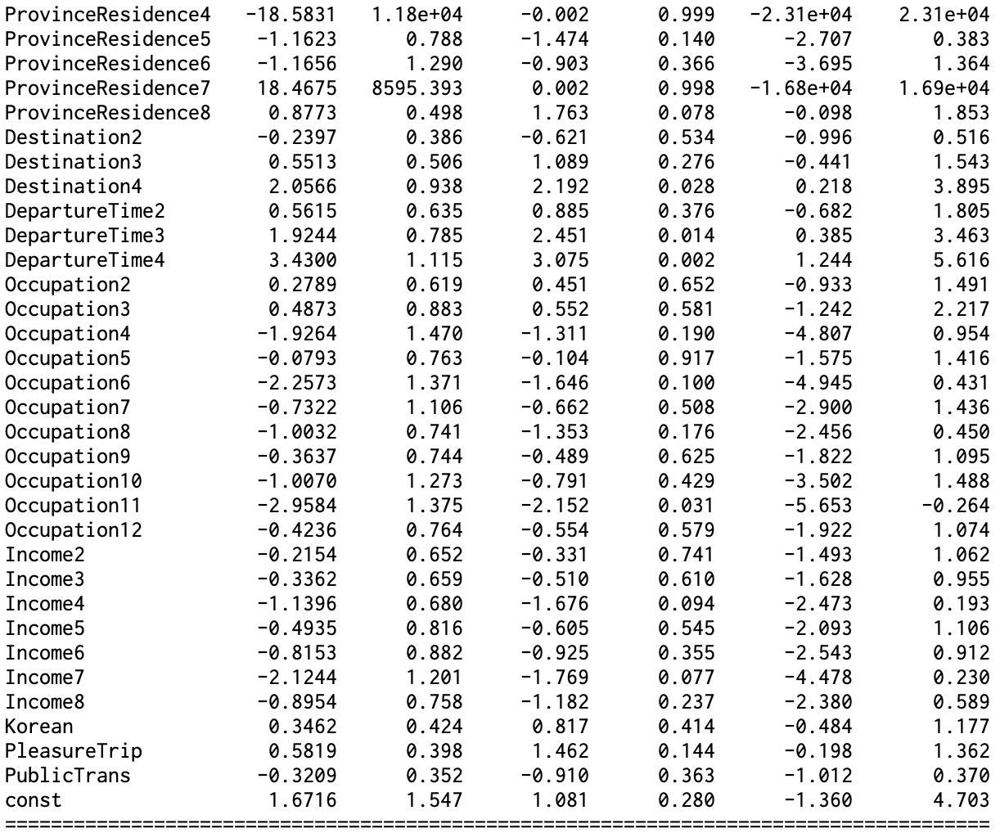 ProvinceResidence4 -18.5831 1.18e+04 -0.002 0.999 -2.31e+04 2.31e+04
ProvinceResidence5 -1.1623 0.788 -1.474 0.140 -2.707 0.383
ProvinceResidence6 -1.1656 1.290 -0.903 0.366 -3.695 1.364
ProvinceResidence7 18.4675 8595.393 0.002 0.998 -1.68e+04 1.69e+04
ProvinceResidence8 0.8773 0.498 1.763 0.078 -0.098 1.853
Destination2 -0.2397 0.386 -0.621 0.534 -0.996 0.516
Destination3 0.5513 0.506 1.089 0.276 -0.441 1.543
Destination4 2.0566 0.938 2.192 0.028 0.218 3.895
DepartureTime2 0.5615 0.635 0.885 0.376 -0.682 1.805
DepartureTime3 1.9244 0.785 2.451 0.014 0.385 3.463
DepartureTime4 3.4300 1.115 3.075 0.002 1.244 5.616
Occupation2 0.2789 0.619 0.451 0.652 -0.933 1.491
Occupation3 0.4873 0.883 0.552 0.581 -1.242 2.217
Occupation4 -1.9264 1.470 -1.311 0.190 -4.807 0.954
Occupation5 -0.0793 0.763 -0.104 0.917 -1.575 1.416
Occupation6 -2.2573 1.371 -1.646 0.100 -4.945 0.431
Occupation7 -0.7322 1.106 -0.662 0.508 -2.900 1.436
Occupation8 -1.0032 0.741 -1.353 0.176 -2.456 0.450
Occupation9 -0.3637 0.744 -0.489 0.625 -1.822 1.095
Occupation10 -1.0070 1.273 -0.791 0.429 -3.502 1.488
Occupation11 -2.9584 1.375 -2.152 0.031 -5.653 -0.264
Occupation12 -0.4236 0.764 -0.554 0.579 -1.922 1.074
Income2 -0.2154 0.652 -0.331 0.741 -1.493 1.062
Income3 -0.3362 0.659 -0.510 0.610 -1.628 0.955
Income4 -1.1396 0.680 -1.676 0.094 -2.473 0.193
Income5 -0.4935 0.816 -0.605 0.545 -2.093 1.106
Income6 -0.8153 0.882 -0.925 0.355 -2.543 0.912
Income7 -2.1244 1.201 -1.769 0.077 -4.478 0.230
Income8 -0.8954 0.758 -1.182 0.237 -2.380 0.589
Korean 0.3462 0.424 0.817 0.414 -0.484 1.177
PleasureTrip 0.5819 0.398 1.462 0.144 -0.198 1.362
PublicTrans -0.3209 0.352 -0.910 0.363 -1.012 0.370
const 1.6716 1.547 1.081 0.280 -1.360 4.703
======================================================================================